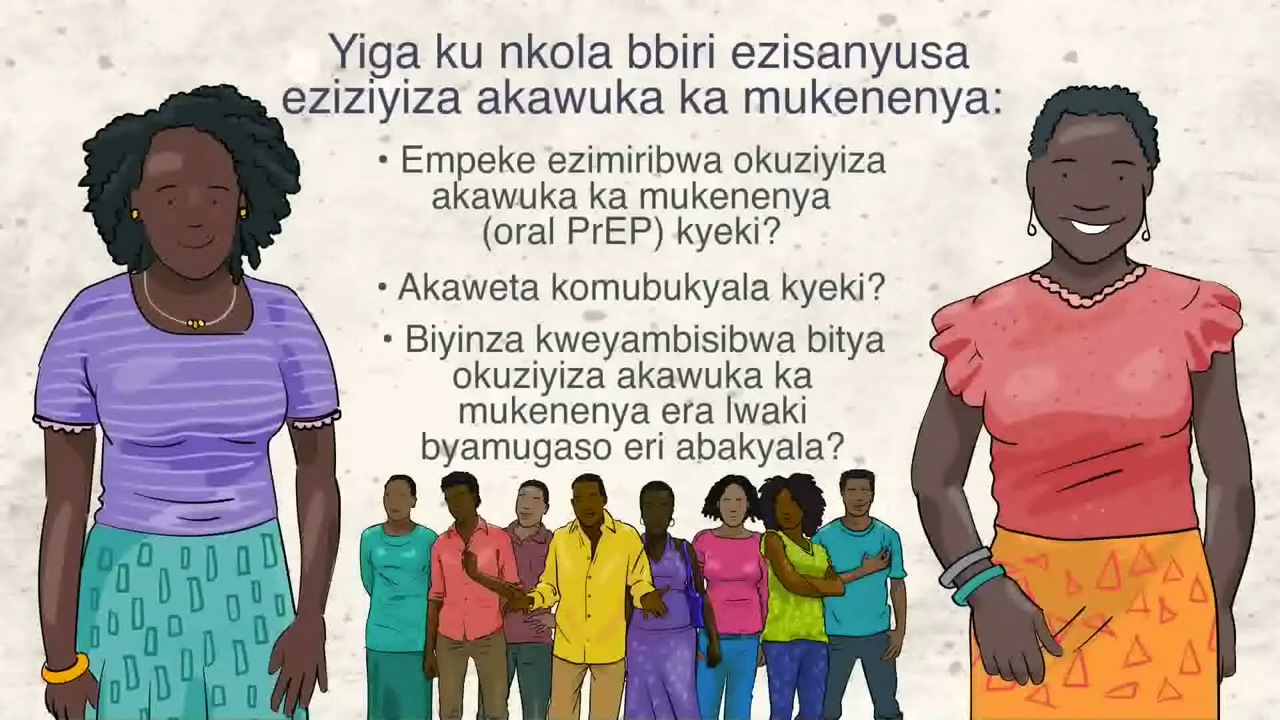 Yiga ku nkola bbiri ezisanyusa
eziziyiza akawuka ka mukenenya:
• Empeke ezimiribwa okuziyiza
akawuka ka mukenenya
(oral PrEP) kyeki?
• Akaweta komubukyala kyeki?
• Biyinza kweyambisibwa bitya
okuziyiza akawuka ka
mukenenya era lwaki
byamugaso eri abakyala?